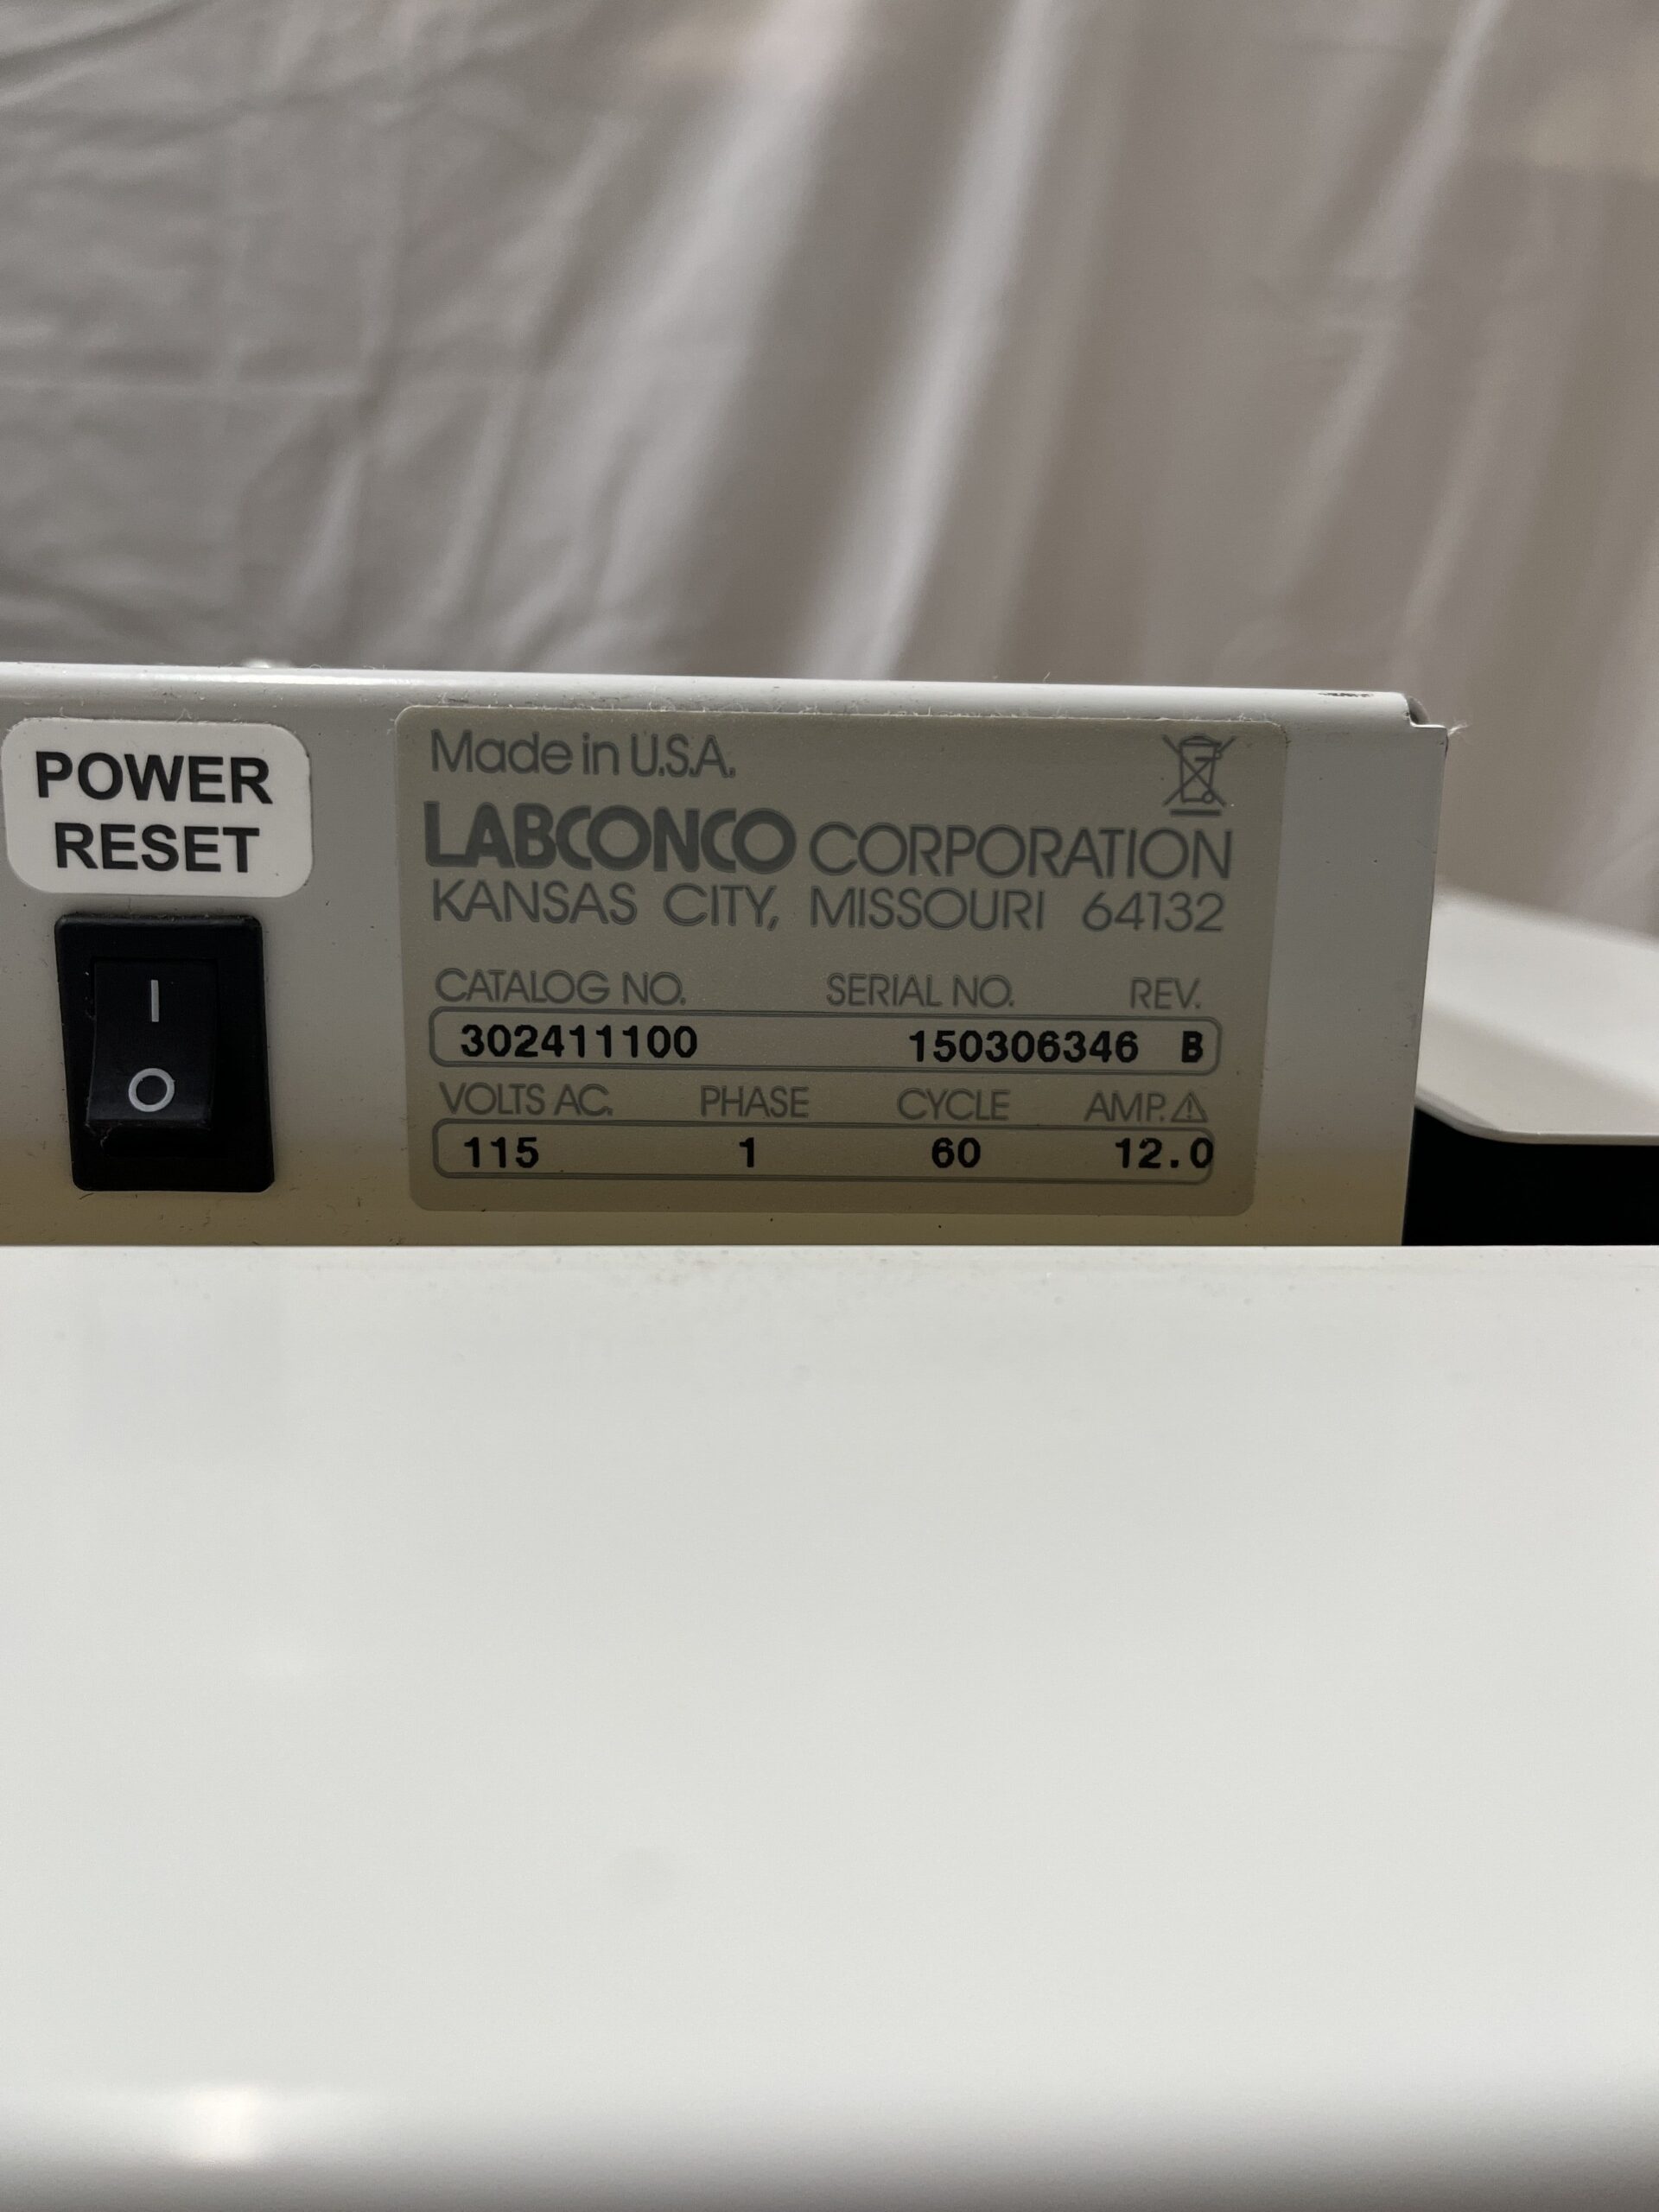 POWER
RESET
Made in U.S.A.
LABCONCO CORPORATION
KANSAS CITY, MISSOURI 64132
CATALOG NO. SERIAL NO. REV.
302411100 150306346 B
VOLTS AC. PHASE CYCLE AMP.⚠
115 1 60 12.0